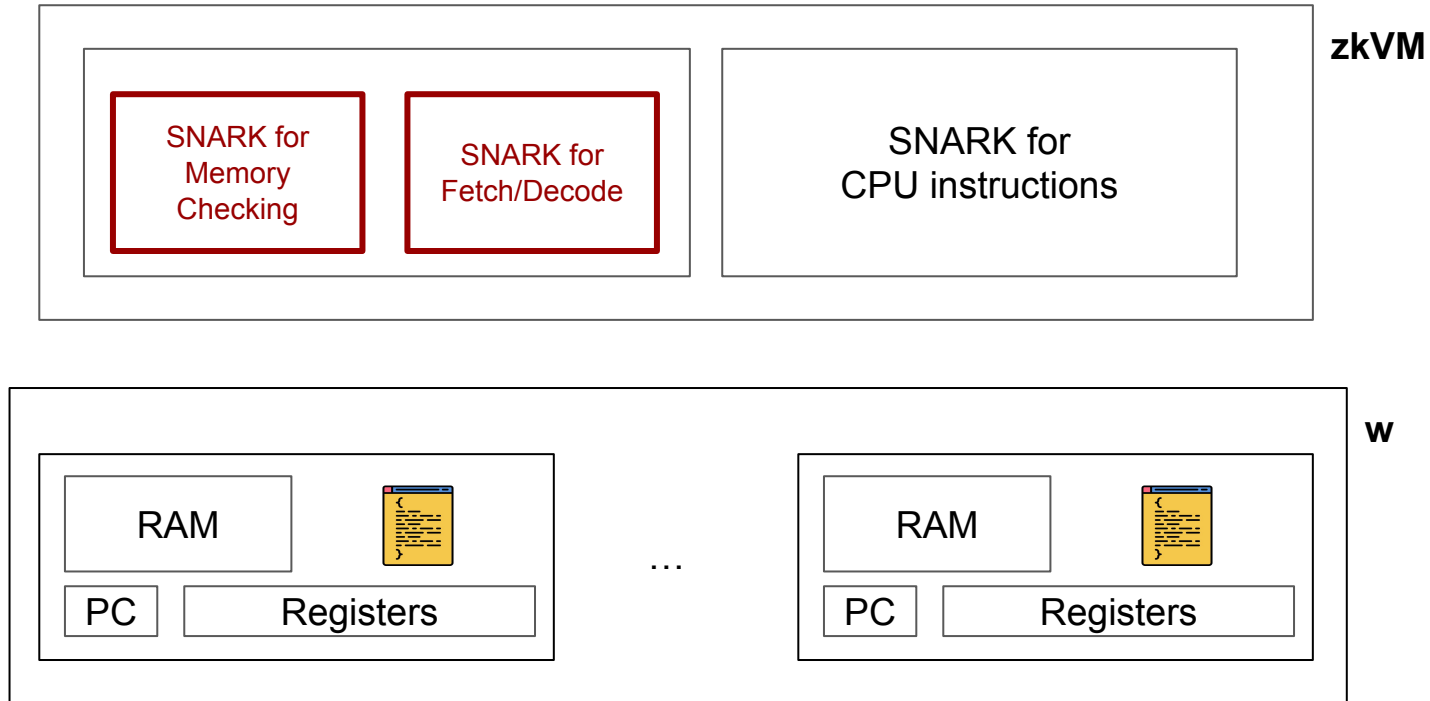 zkVM
SNARK for
Memory
Checking
SNARK for
Fetch/Decode
SNARK for
CPU instructions
w
RAM
{
}
PC
Registers
…
RAM
{
}
PC
Registers